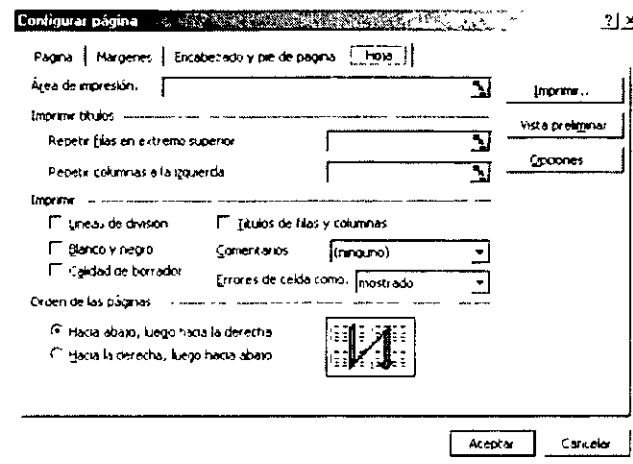 Configurar página
Página Márgenes Encabezado y pie de página Hoja
Área de impresión: Imprimir...
Imprimir títulos
Vista preliminar
Repetir filas en extremo superior
Opciones
Repetir columnas a la izquierda
Imprimir
Líneas de división Títulos de filas y columnas
Blanco y negro Comentarios (ninguno)
Calidad de borrador Errores de celda como: mostrado
Orden de las páginas
Hacia abajo, luego hacia la derecha
Hacia la derecha, luego hacia abajo
Aceptar Cancelar